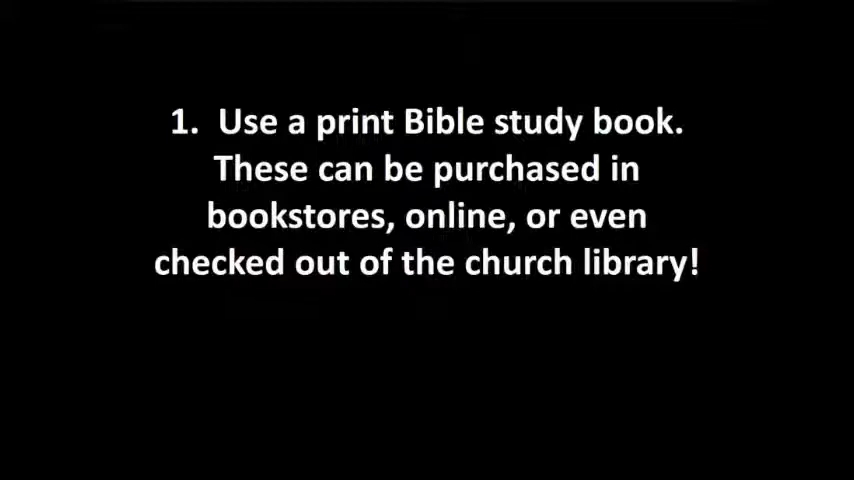 1.  Use a print Bible study book.
These can be purchased in
bookstores, online, or even
checked out of the church library!